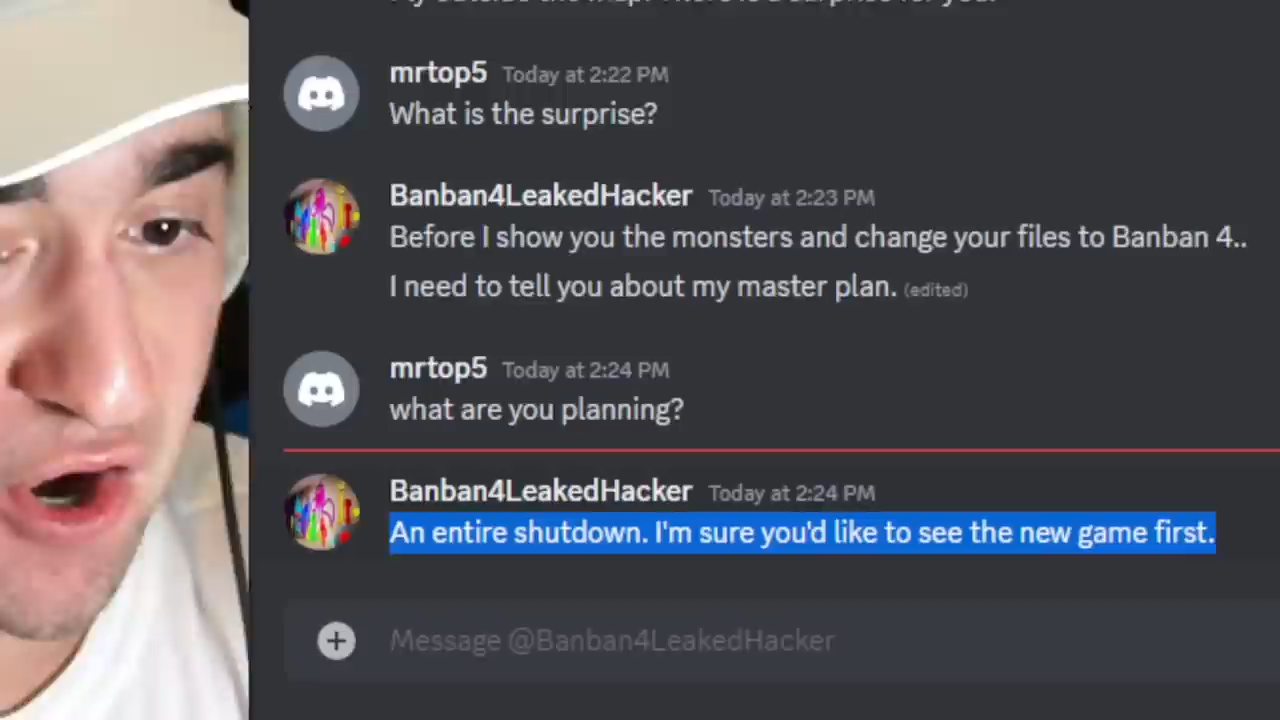 mrtop5 Today at 2:22 PM
What is the surprise?
Banban4LeakedHacker Today at 2:23 PM
Before I show you the monsters and change your files to Banban 4..
I need to tell you about my master plan. (edited)
mrtop5 Today at 2:24 PM
what are you planning?
Banban4LeakedHacker Today at 2:24 PM
An entire shutdown. I'm sure you'd like to see the new game first.
Message @Banban4LeakedHacker